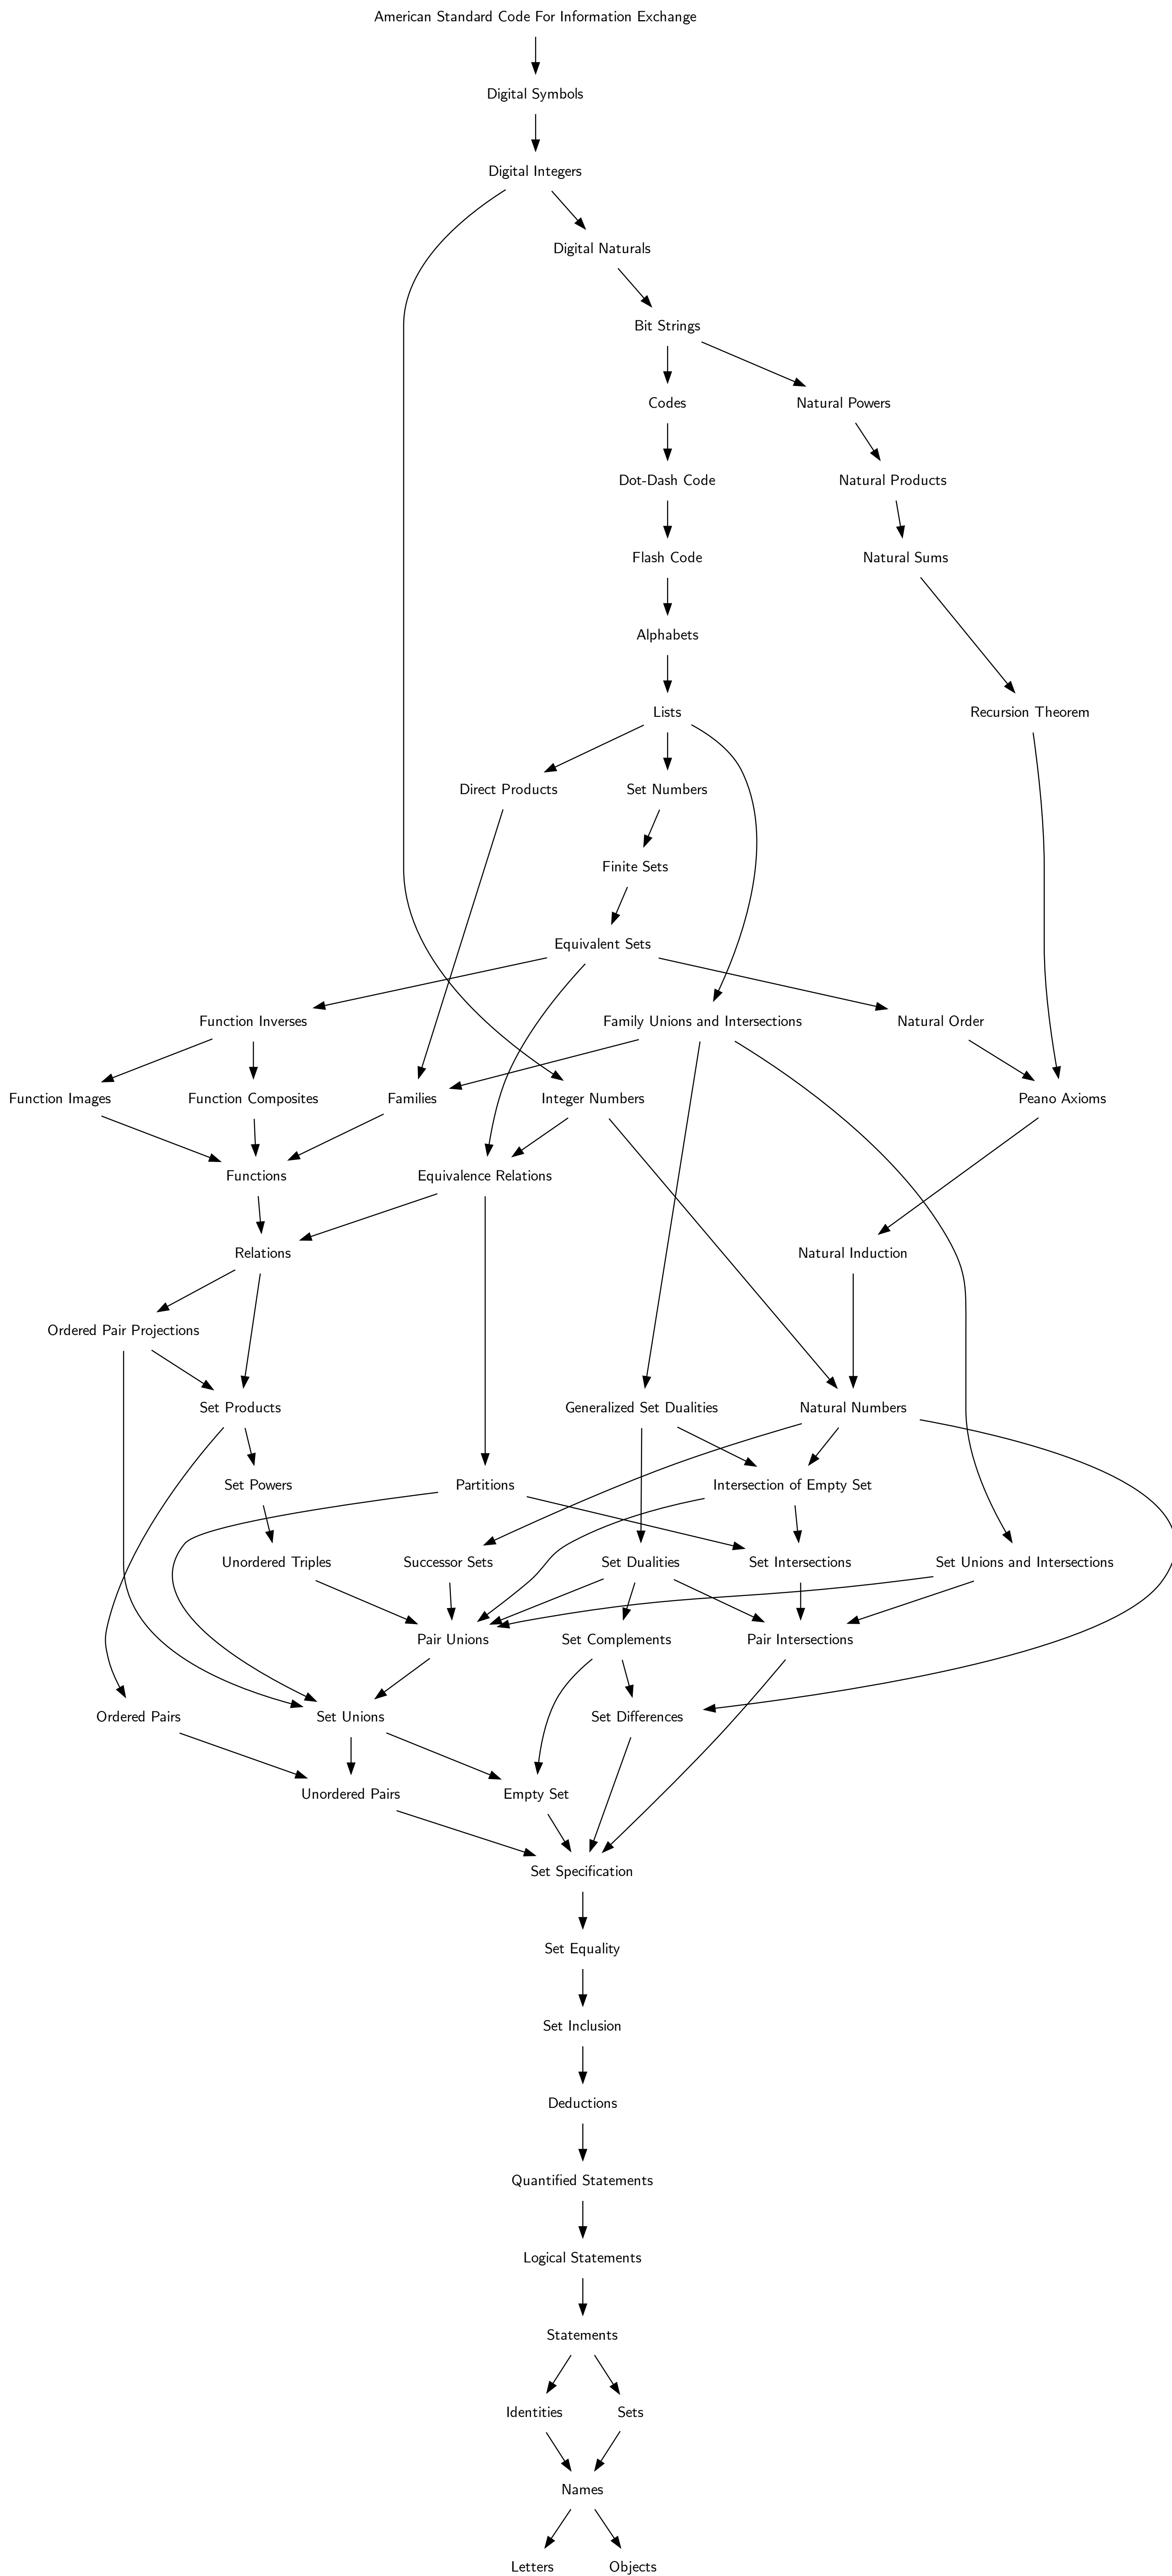 American Standard Code For Information Exchange
Digital Symbols
Digital Integers
Digital Naturals
Bit Strings
Codes
Natural Powers
Dot-Dash Code
Natural Products
Flash Code
Natural Sums
Alphabets
Lists
Recursion Theorem
Direct Products
Set Numbers
Finite Sets
Equivalent Sets
Function Inverses
Family Unions and Intersections
Natural Order
Function Images
Function Composites
Families
Integer Numbers
Peano Axioms
Functions
Equivalence Relations
Relations
Natural Induction
Ordered Pair Projections
Set Products
Generalized Set Dualities
Natural Numbers
Set Powers
Partitions
Intersection of Empty Set
Unordered Triples
Successor Sets
Set Dualities
Set Intersections
Set Unions and Intersections
Pair Unions
Set Complements
Pair Intersections
Ordered Pairs
Set Unions
Set Differences
Unordered Pairs
Empty Set
Set Specification
Set Equality
Set Inclusion
Deductions
Quantified Statements
Logical Statements
Statements
Identities
Sets
Names
Letters
Objects